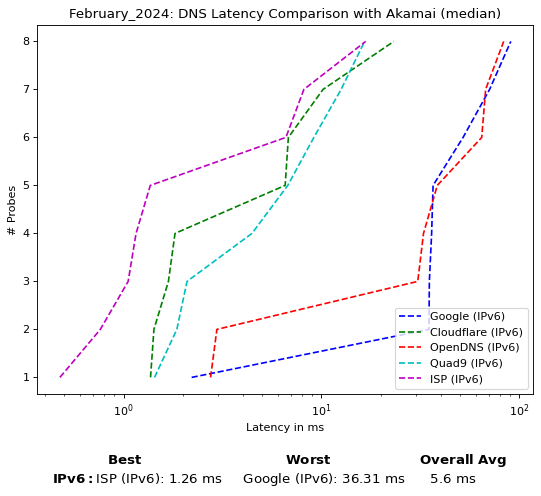 February_2024: DNS Latency Comparison with Akamai (median)
8
7
6
5
4
3
2
1
# Probes
Google (IPv6)
Cloudflare (IPv6)
OpenDNS (IPv6)
Quad9 (IPv6)
ISP (IPv6)
10⁰ 10¹ 10²
Latency in ms
Best Worst Overall Avg
IPv6: ISP (IPv6): 1.26 ms Google (IPv6): 36.31 ms 5.6 ms